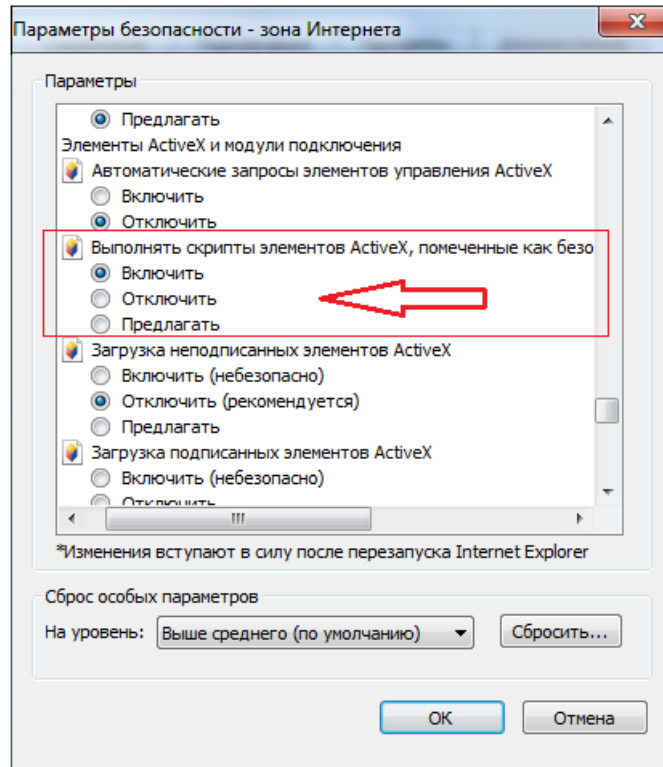 Параметры безопасности - зона Интернета
Параметры
Предлагать
Элементы ActiveX и модули подключения
Автоматические запросы элементов управления ActiveX
Включить
Отключить
Выполнять скрипты элементов ActiveX, помеченные как безо
Включить
Отключить
Предлагать
Загрузка неподписанных элементов ActiveX
Включить (небезопасно)
Отключить (рекомендуется)
Предлагать
Загрузка подписанных элементов ActiveX
Включить (небезопасно)
Отключить
*Изменения вступают в силу после перезапуска Internet Explorer
Сброс особых параметров
На уровень: Выше среднего (по умолчанию) Сбросить...
OK Отмена